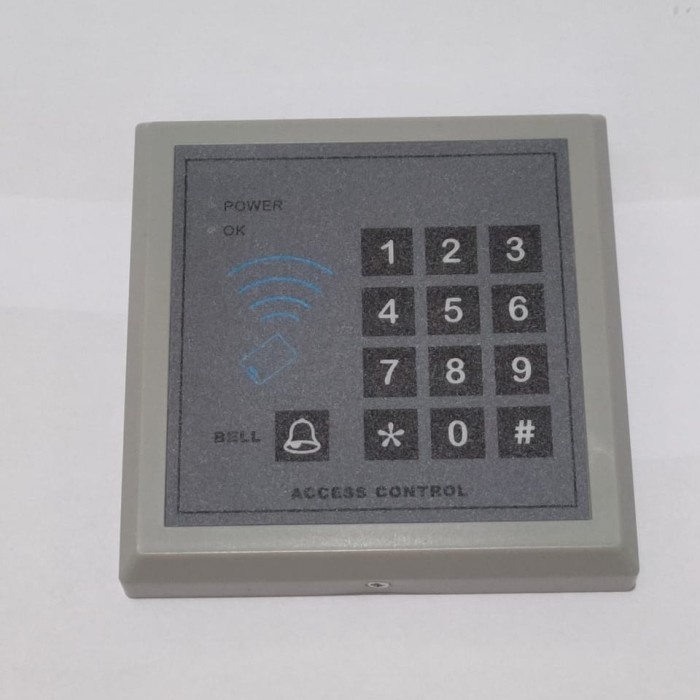 POWER
OK
1 2 3
4 5 6
7 8 9
* 0 #
BELL
ACCESS CONTROL